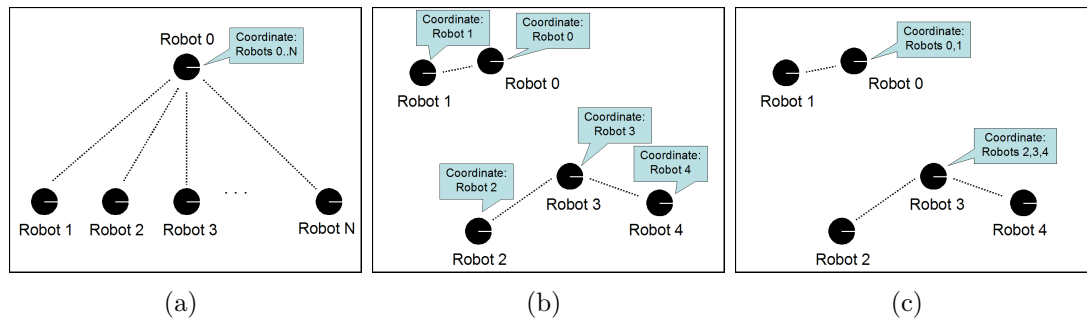 Robot 0
Coordinate:
Robots 0..N
. . .
Robot 1
Robot 2
Robot 3
Robot N
(a)
Coordinate:
Robot 1
Coordinate:
Robot 0
Robot 1
Robot 0
Coordinate:
Robot 3
Coordinate:
Robot 2
Coordinate:
Robot 4
Robot 3
Robot 4
Robot 2
(b)
Coordinate:
Robots 0,1
Robot 1
Robot 0
Coordinate:
Robots 2,3,4
Robot 3
Robot 4
Robot 2
(c)